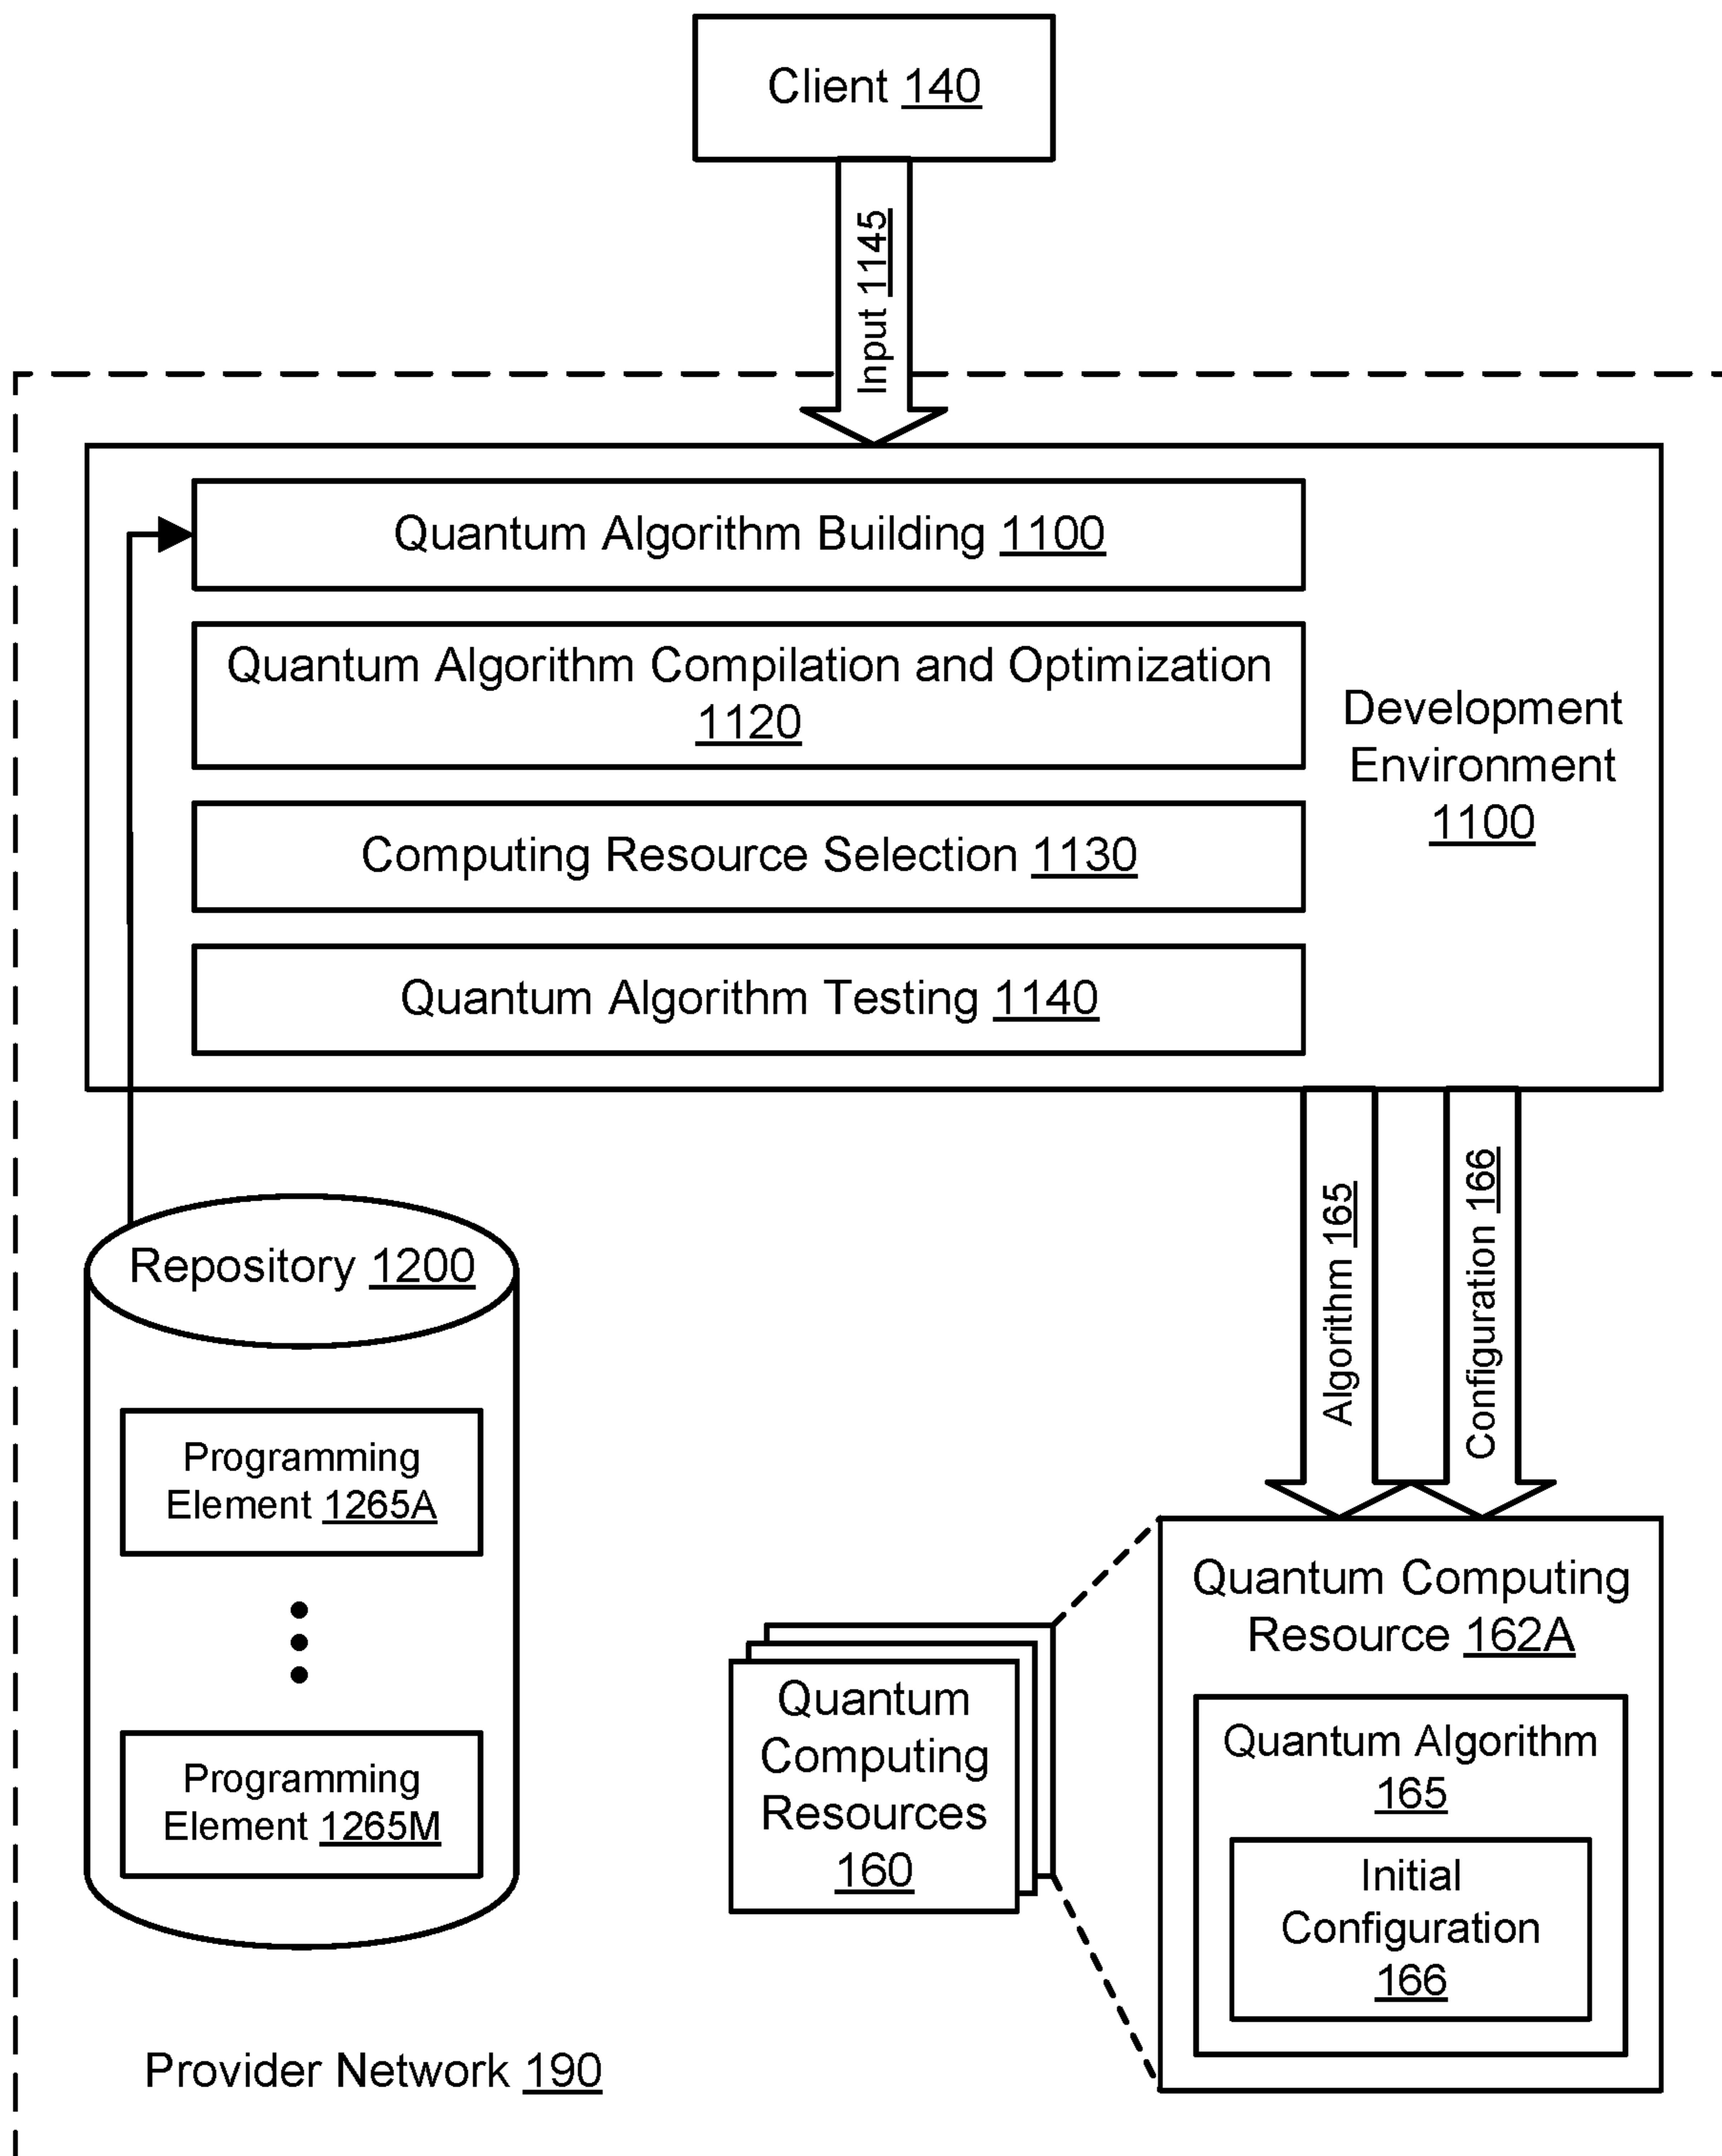 Client 140
Input 1145
Quantum Algorithm Building 1100
Quantum Algorithm Compilation and Optimization
1120
Computing Resource Selection 1130
Quantum Algorithm Testing 1140
Development
Environment
1100
Repository 1200
Programming
Element 1265A
Programming
Element 1265M
Algorithm 165
Configuration 166
Quantum
Computing
Resources
160
Quantum Computing
Resource 162A
Quantum Algorithm
165
Initial
Configuration
166
Provider Network 190